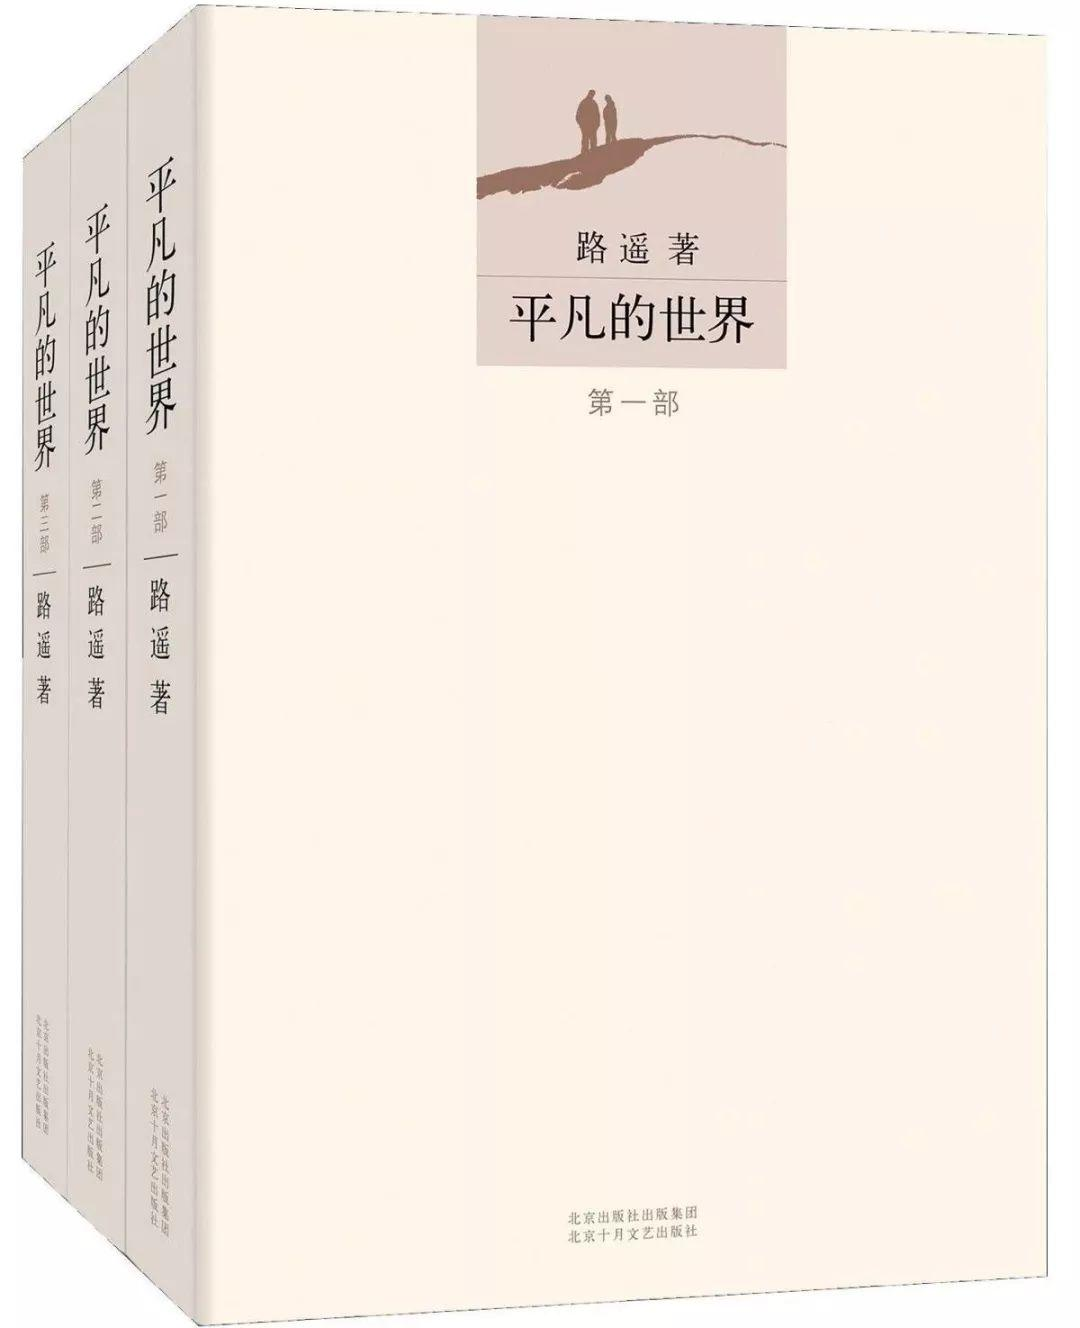 平凡的世界 第三部 路遥 著
北京出版社出版集团
北京十月文艺出版社
平凡的世界 第二部 路遥 著
北京出版社出版集团
北京十月文艺出版社
平凡的世界 第一部 路遥 著
北京出版社出版集团
北京十月文艺出版社
路遥 著
平凡的世界
第一部
北京出版社出版集团
北京十月文艺出版社